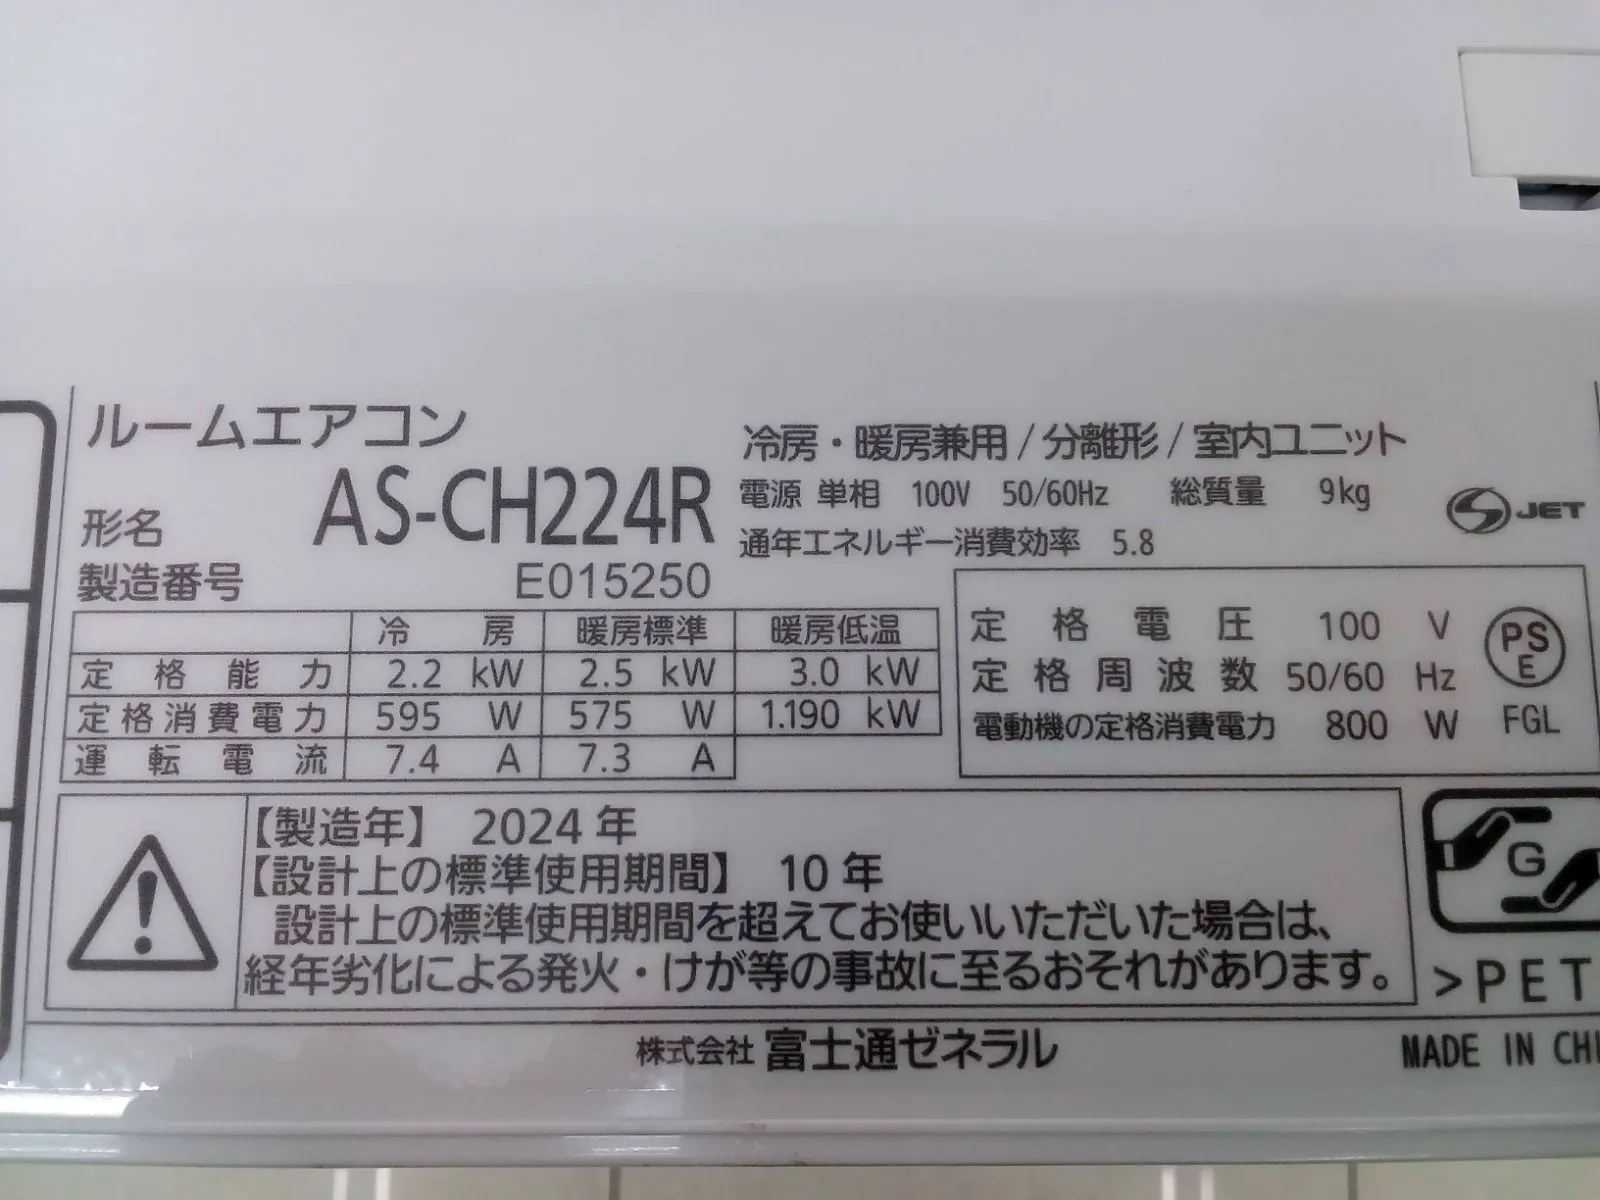 ルームエアコン
形名 AS-CH224R
製造番号 E015250
冷房・暖房兼用/分離形/室内ユニット
電源 単相 100V 50/60Hz 総質量 9kg
通年エネルギー消費効率 5.8
JET
冷房 暖房標準 暖房低温
定格能力 2.2 kW 2.5 kW 3.0 kW
定格消費電力 595 W 575 W 1.190 kW
運転電流 7.4 A 7.3 A
定格電圧 100 V
定格周波数 50/60 Hz
電動機の定格消費電力 800 W
PS
E
FGL
【製造年】 2024年
【設計上の標準使用期間】 10年
設計上の標準使用期間を超えてお使いいただいた場合は、
経年劣化による発火・けが等の事故に至るおそれがあります。
G
>PET
株式会社 富士通ゼネラル
MADE IN CHI